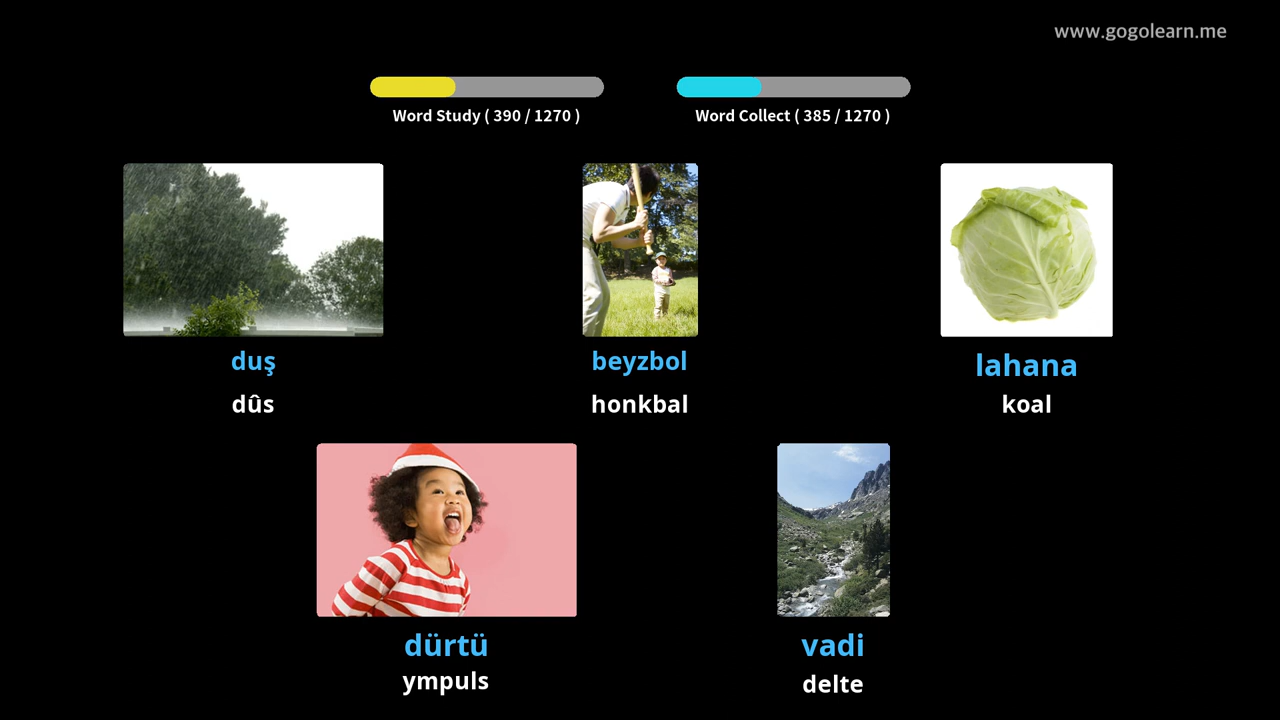 www.gogolearn.me
Word Study ( 390 / 1270 )
Word Collect ( 385 / 1270 )
duş
dûs
beyzbol
honkbal
lahana
koal
dürtü
ympuls
vadi
delte